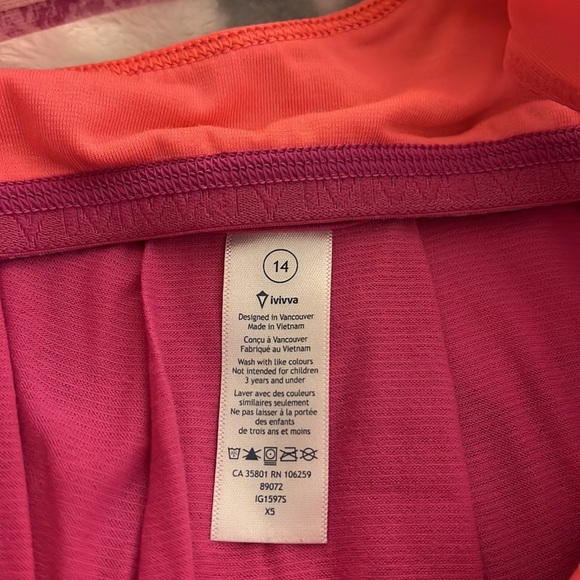 14
ivivva
Designed in Vancouver
Made in Vietnam
Conçu à Vancouver
Fabriqué au Vietnam
Wash with like colours
Not intended for children
3 years and under
Laver avec des couleurs
similaires seulement
Ne pas laisser à la portée
des enfants
de trois ans et moins
CA 35801 RN 106259
89072
IG1597S
X5